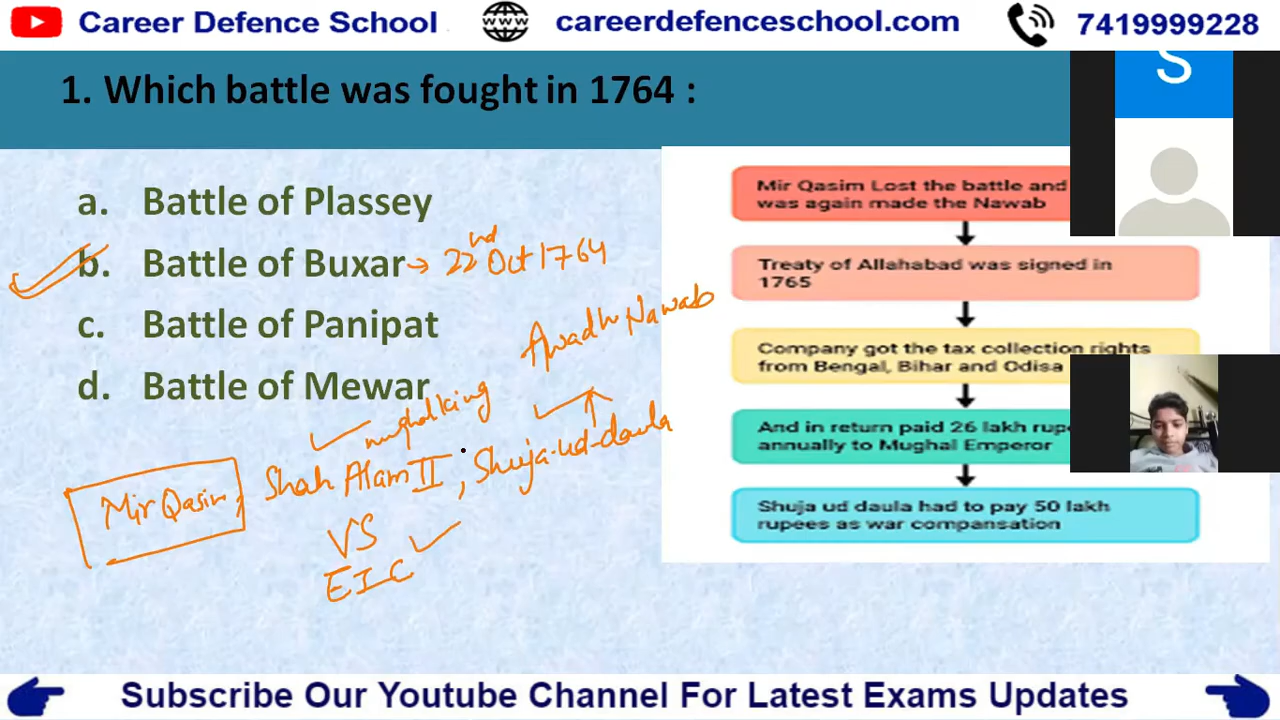 Career Defence School
careerdefenceschool.com
7419999228
1. Which battle was fought in 1764 :
S
a. Battle of Plassey
b. Battle of Buxar → 22nd Oct 1764
c. Battle of Panipat
d. Battle of Mewar
Awadh Nawab
mughal king
Mir Qasim, Shah Alam II, Shuja-ud-daula
VS
EIC
Mir Qasim Lost the battle and
was again made the Nawab
Treaty of Allahabad was signed in
1765
Company got the tax collection rights
from Bengal, Bihar and Odisa
And in return paid 26 lakh rup
annually to Mughal Emperor
Shuja ud daula had to pay 50 lakh
rupees as war compansation
Subscribe Our Youtube Channel For Latest Exams Updates